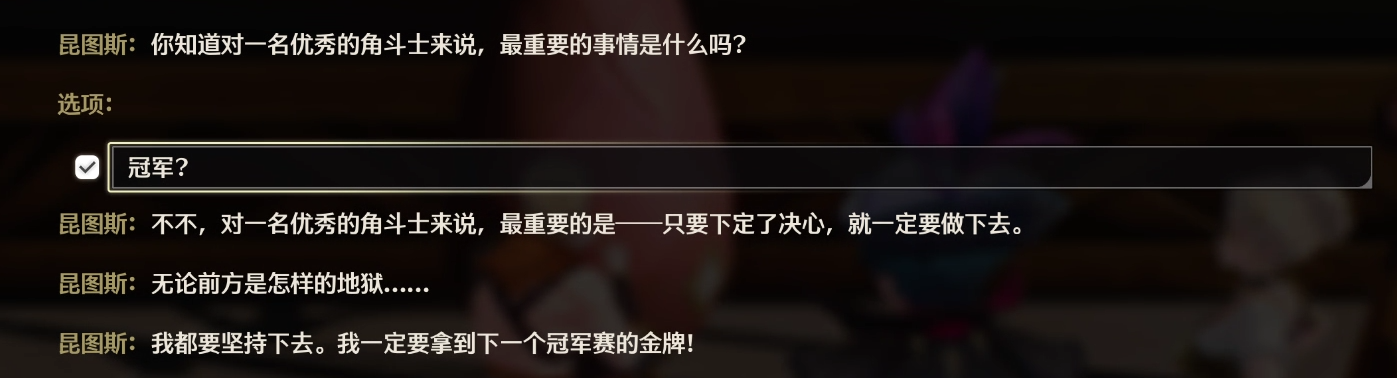 昆图斯：你知道对一名优秀的角斗士来说，最重要的事情是什么吗？
选项：
冠军？
昆图斯：不不，对一名优秀的角斗士来说，最重要的是——只要下定了决心，就一定要做下去。
昆图斯：无论前方是怎样的地狱……
昆图斯：我都要坚持下去。我一定要拿到下一个冠军赛的金牌！